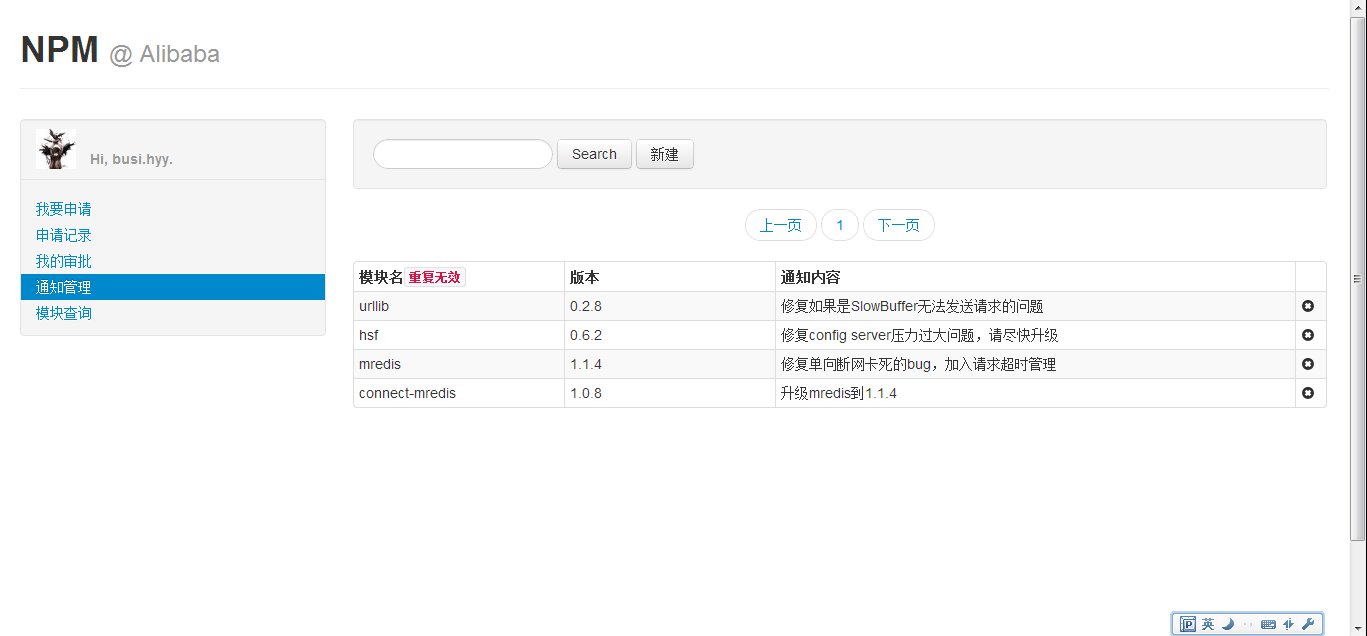 NPM @ Alibaba
Hi, busi.hyy.
我要申请
申请记录
我的审批
通知管理
模块查询
Search 新建
上一页 1 下一页
模块名 重复无效 版本 通知内容
urllib 0.2.8 修复如果是SlowBuffer无法发送请求的问题
hsf 0.6.2 修复config server压力过大问题，请尽快升级
mredis 1.1.4 修复单向断网卡死的bug，加入请求超时管理
connect-mredis 1.0.8 升级mredis到1.1.4
英